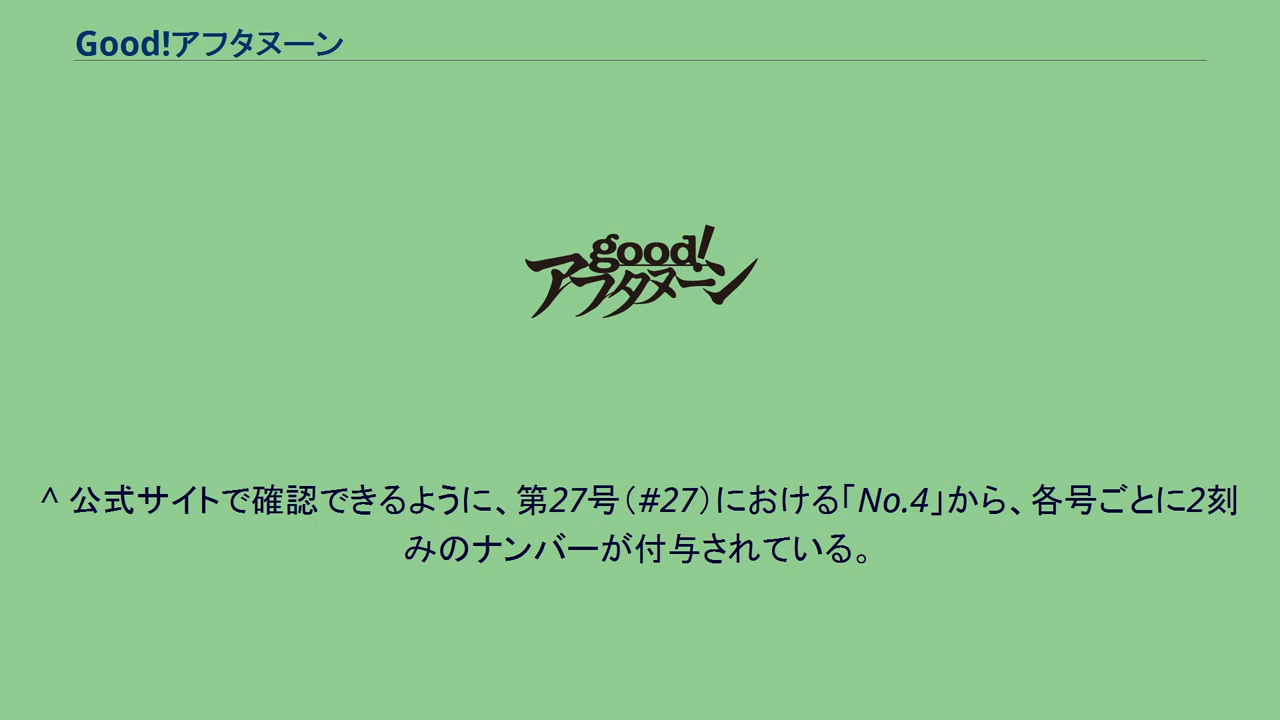 Good!アフタヌーン
good!
アフタヌーン
^ 公式サイトで確認できるように、第27号（#27）における「No.4」から、各号ごとに2刻
みのナンバーが付与されている。